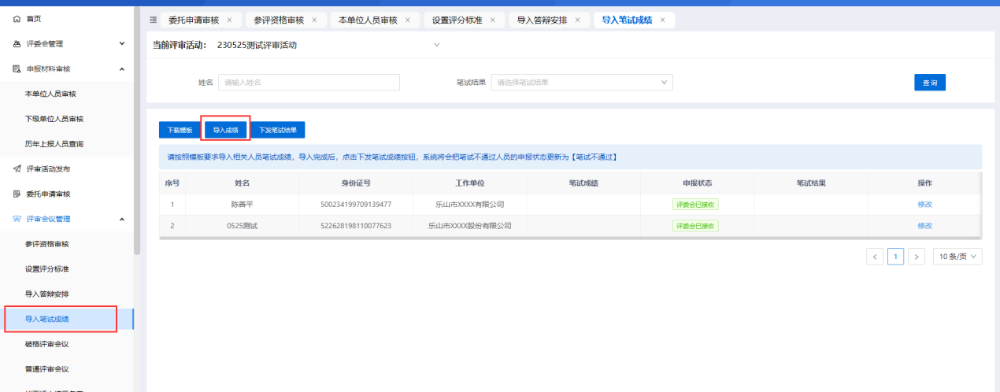 首页
评委会管理
申报材料审核
本单位人员审核
下级单位人员审核
历年上报人员查询
评审活动发布
委托申请审核
评审会议管理
参评资格审核
设置评分标准
导入答辩安排
导入笔试成绩
破格评审会议
普通评审会议
委托申请审核 × 参评资格审核 × 本单位人员审核 × 设置评分标准 × 导入答辩安排 × 导入笔试成绩 ×
当前评审活动： 230525测试评审活动
姓名 请输入姓名 笔试结果 请选择笔试结果 查询
下载模板 导入成绩 下发笔试结果
请按照模板要求导入相关人员笔试成绩，导入完成后，点击下发笔试成绩按钮，系统将会把笔试不通过人员的申报状态更新为【笔试不通过】
序号 姓名 身份证号 工作单位 笔试成绩 申报状态 笔试结果 操作
1 陈善平 500234199709139477 乐山市XXXX有限公司 评委会已接收 修改
2 0525测试 522628198110077623 乐山市XXXX股份有限公司 评委会已接收 修改
< 1 > 10 条/页